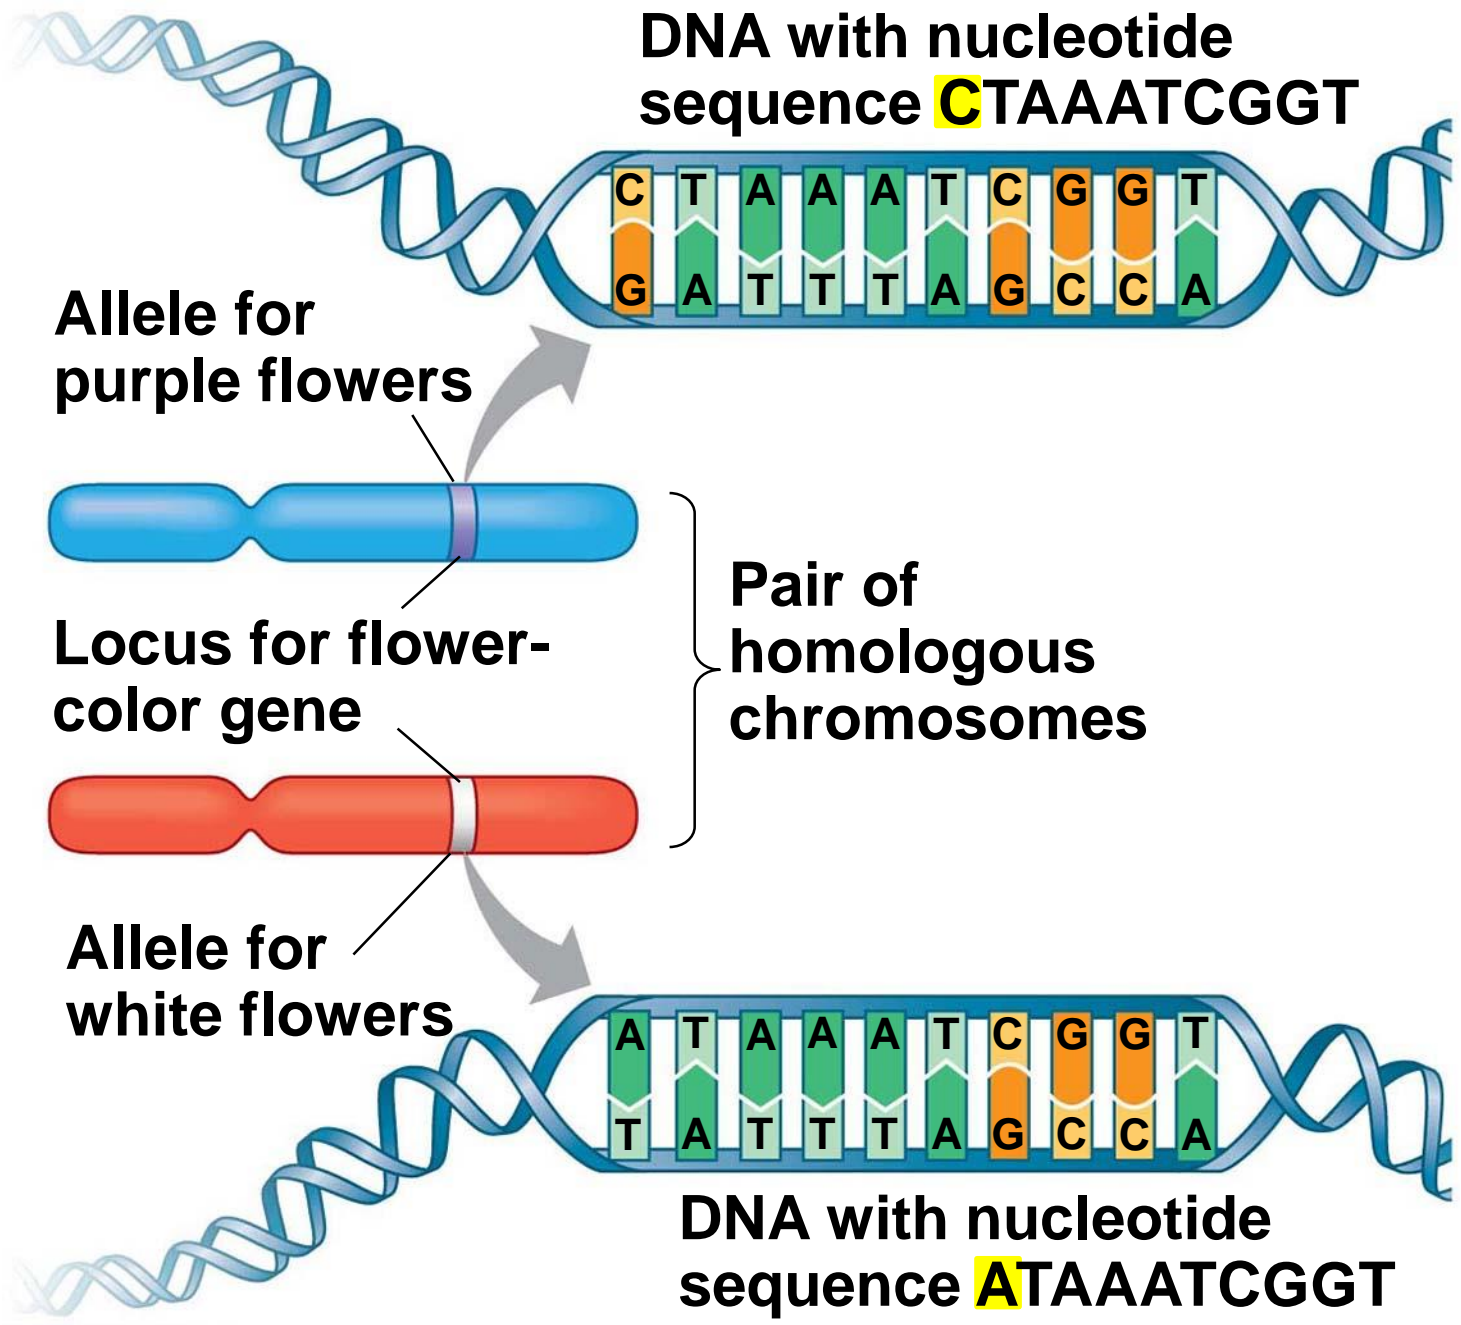 DNA with nucleotide
sequence CTAAATCGGT
C T A A A T C G G T
G A T T T A G C C A
Allele for
purple flowers
Locus for flower-
color gene
Pair of
homologous
chromosomes
Allele for
white flowers
A T A A A T C G G T
T A T T T A G C C A
DNA with nucleotide
sequence ATAAATCGGT